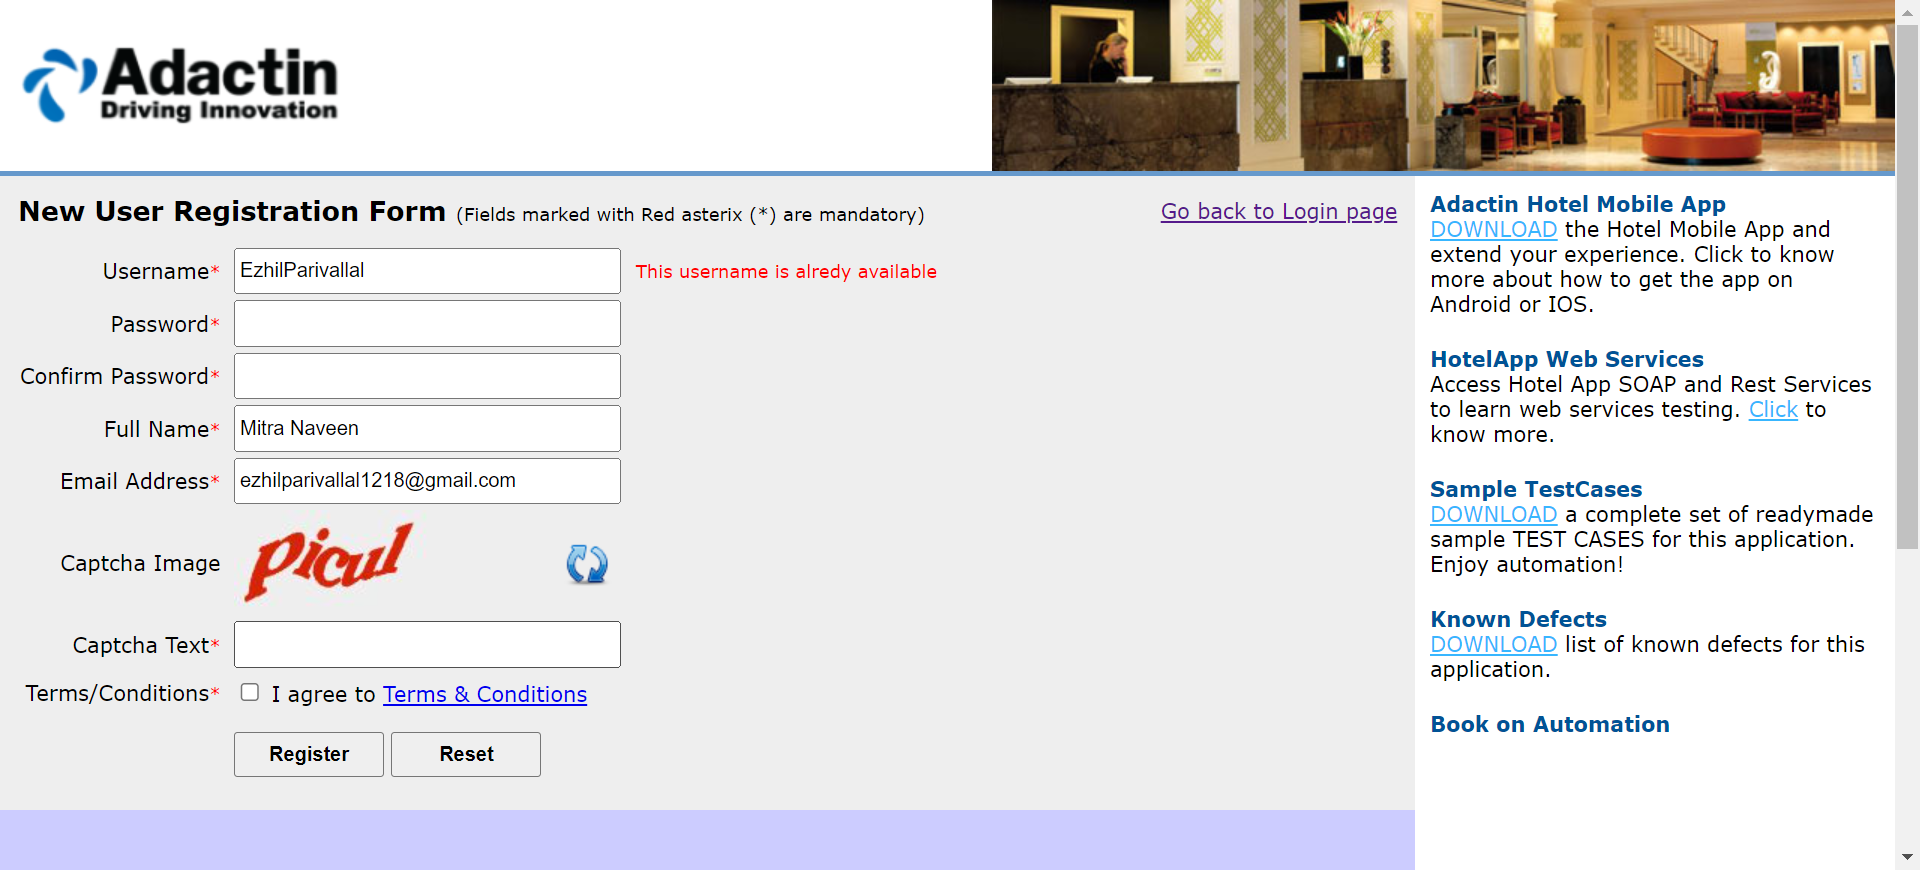 Adactin
Driving Innovation
New User Registration Form (Fields marked with Red asterix (*) are mandatory)
Go back to Login page
Username* EzhilParivallal This username is alredy available
Password*
Confirm Password*
Full Name* Mitra Naveen
Email Address* ezhilparivallal1218@gmail.com
Captcha Image picul
Captcha Text*
Terms/Conditions* I agree to Terms & Conditions
Register Reset
Adactin Hotel Mobile App
DOWNLOAD the Hotel Mobile App and
extend your experience. Click to know
more about how to get the app on
Android or IOS.
HotelApp Web Services
Access Hotel App SOAP and Rest Services
to learn web services testing. Click to
know more.
Sample TestCases
DOWNLOAD a complete set of readymade
sample TEST CASES for this application.
Enjoy automation!
Known Defects
DOWNLOAD list of known defects for this
application.
Book on Automation